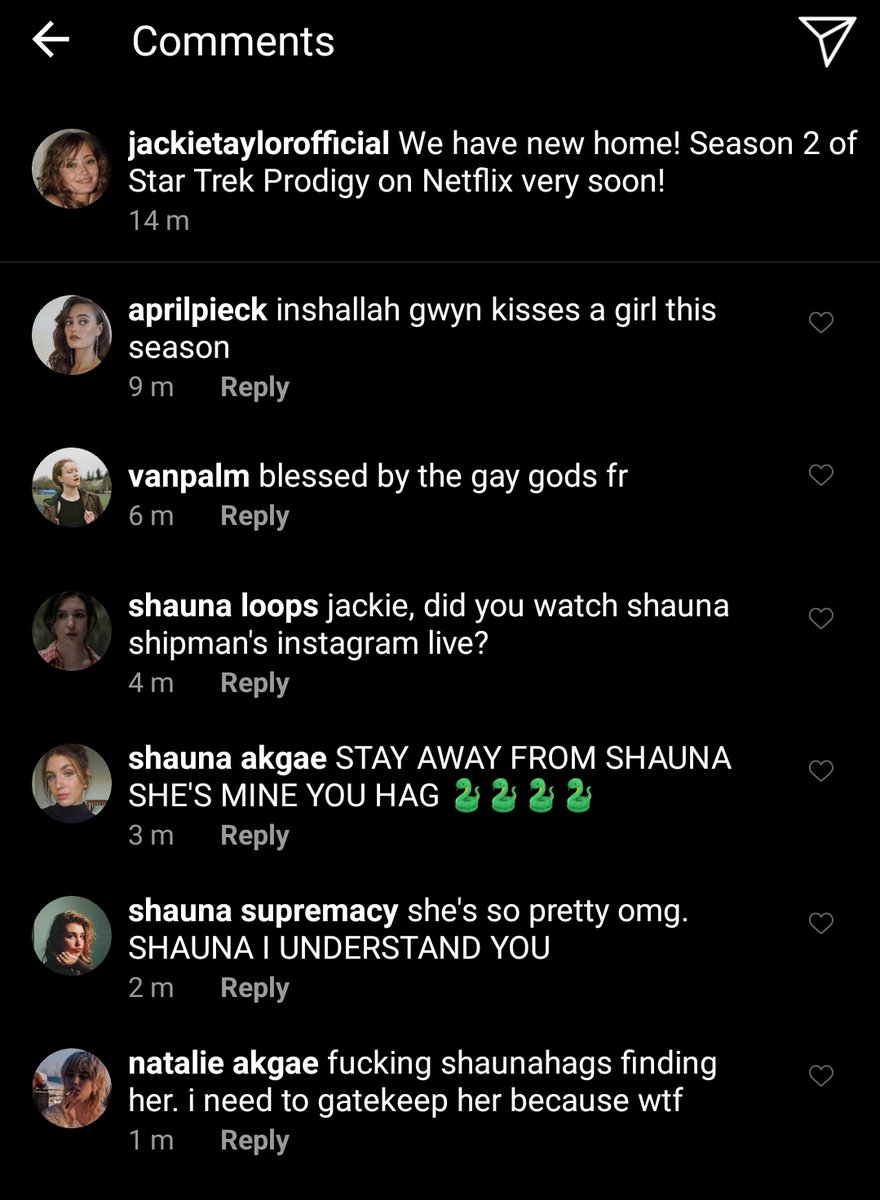 Comments
jackietaylorofficial We have new home! Season 2 of
Star Trek Prodigy on Netflix very soon!
14 m
aprilpieck inshallah gwyn kisses a girl this
season
9 m Reply
vanpalm blessed by the gay gods fr
6 m Reply
shauna loops jackie, did you watch shauna
shipman's instagram live?
4 m Reply
shauna akgae STAY AWAY FROM SHAUNA
SHE'S MINE YOU HAG 🐍🐍🐍🐍
3 m Reply
shauna supremacy she's so pretty omg.
SHAUNA I UNDERSTAND YOU
2 m Reply
natalie akgae fucking shaunahags finding
her. i need to gatekeep her because wtf
1 m Reply